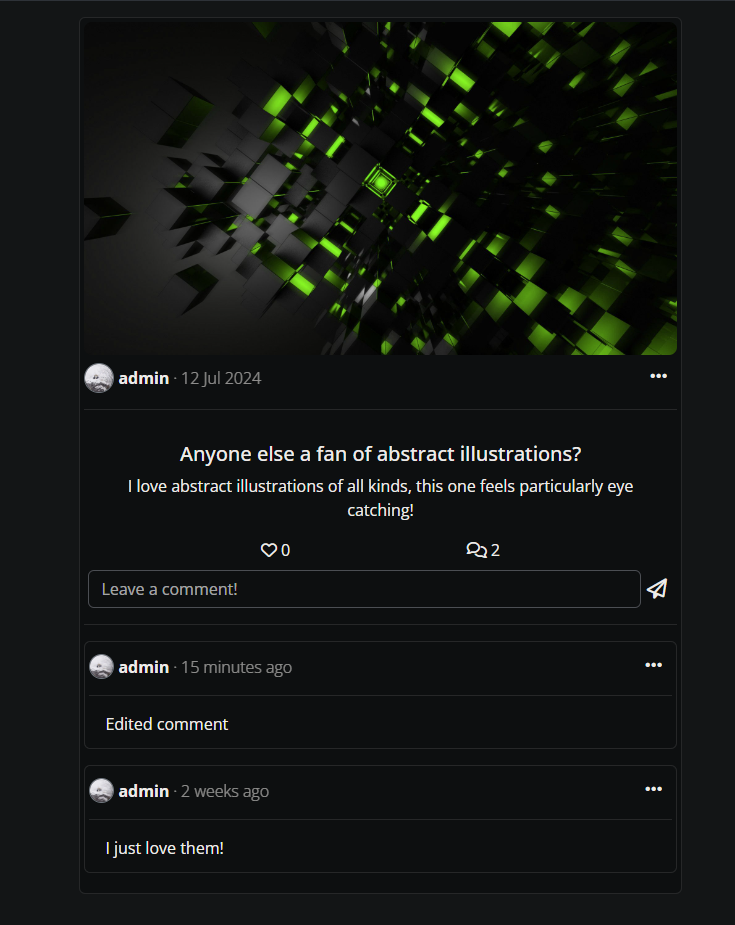 admin · 12 Jul 2024
Anyone else a fan of abstract illustrations?
I love abstract illustrations of all kinds, this one feels particularly eye
catching!
0
2
Leave a comment!
admin · 15 minutes ago
Edited comment
admin · 2 weeks ago
I just love them!